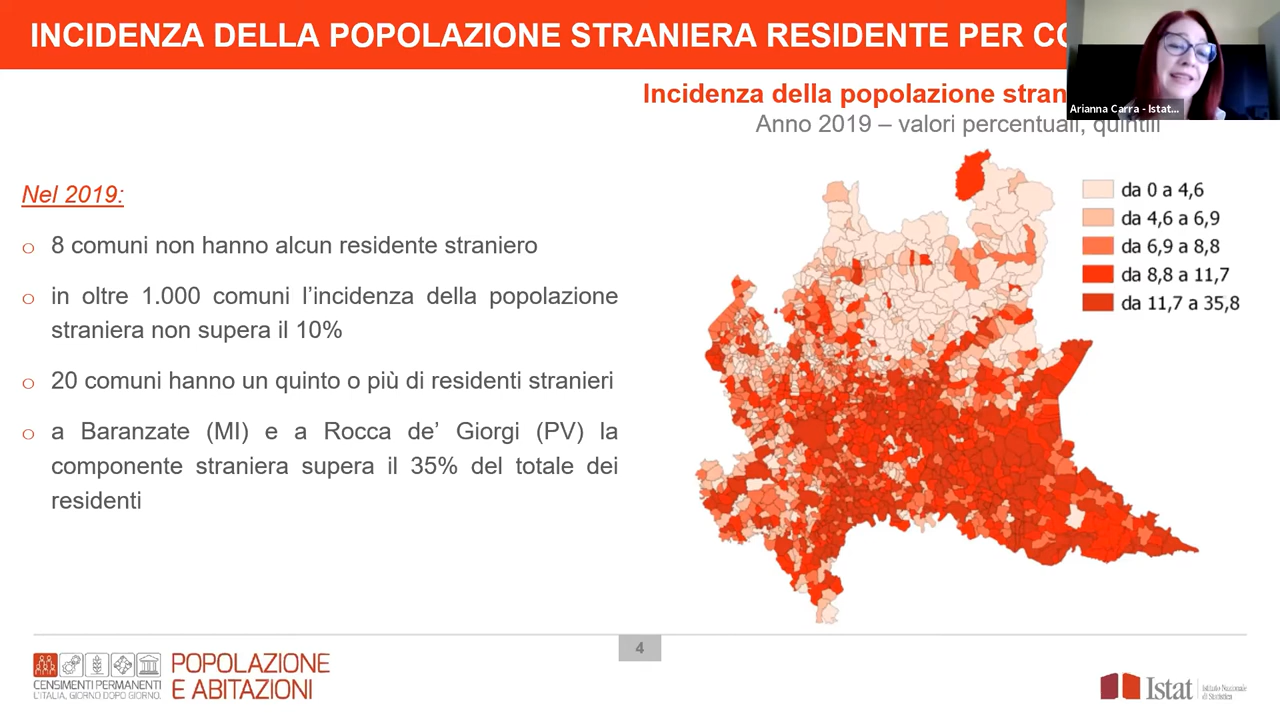 INCIDENZA DELLA POPOLAZIONE STRANIERA RESIDENTE PER
Incidenza della popolazione
Anno 2019 – valori percentuali, quintili
Arianna Carra - Istat...
Nel 2019:
o 8 comuni non hanno alcun residente straniero
o in oltre 1.000 comuni l'incidenza della popolazione
straniera non supera il 10%
o 20 comuni hanno un quinto o più di residenti stranieri
o a Baranzate (MI) e a Rocca de' Giorgi (PV) la
componente straniera supera il 35% del totale dei
residenti
da 0 a 4,6
da 4,6 a 6,9
da 6,9 a 8,8
da 8,8 a 11,7
da 11,7 a 35,8
4
CENSIMENTI PERMANENTI
L'ITALIA, GIORNO DOPO GIORNO.
POPOLAZIONE
E ABITAZIONI
Istat
Istituto Nazionale
di Statistica